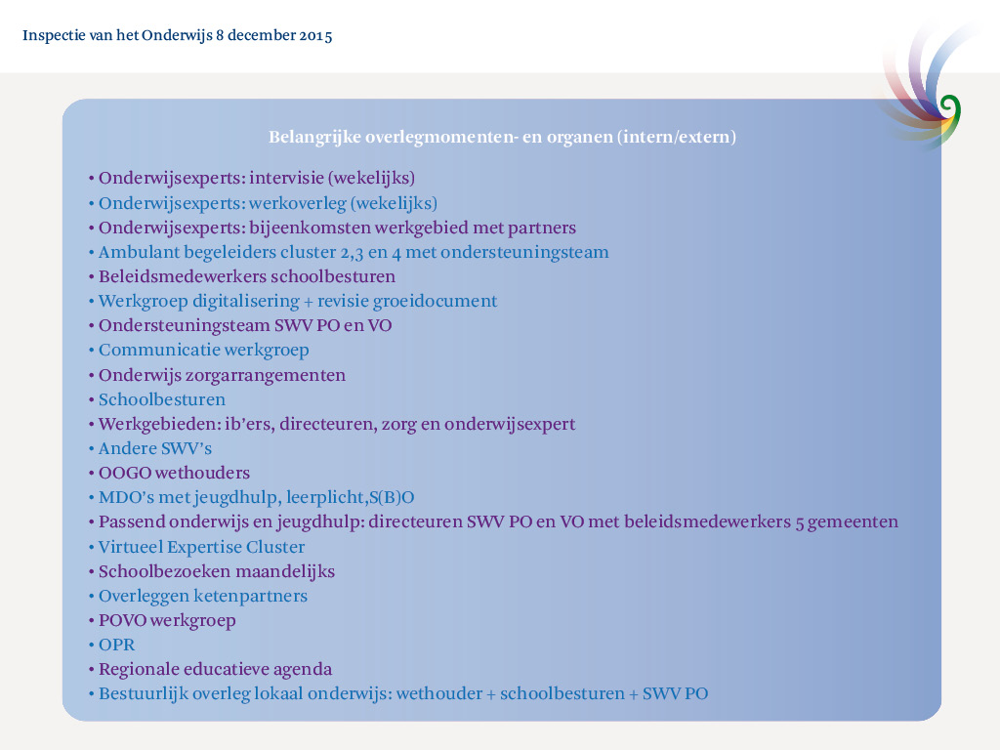 Inspectie van het Onderwijs 8 december 2015
Belangrijke overlegmomenten- en organen (intern/extern)
• Onderwijsexperts: intervisie (wekelijks)
• Onderwijsexperts: werkoverleg (wekelijks)
• Onderwijsexperts: bijeenkomsten werkgebied met partners
• Ambulant begeleiders cluster 2,3 en 4 met ondersteuningsteam
• Beleidsmedewerkers schoolbesturen
• Werkgroep digitalisering + revisie groeidocument
• Ondersteuningsteam SWV PO en VO
• Communicatie werkgroep
• Onderwijs zorgarrangementen
• Schoolbesturen
• Werkgebieden: ib’ers, directeuren, zorg en onderwijsexpert
• Andere SWV’s
• OOGO wethouders
• MDO’s met jeugdhulp, leerplicht,S(B)O
• Passend onderwijs en jeugdhulp: directeuren SWV PO en VO met beleidsmedewerkers 5 gemeenten
• Virtueel Expertise Cluster
• Schoolbezoeken maandelijks
• Overleggen ketenpartners
• POVO werkgroep
• OPR
• Regionale educatieve agenda
• Bestuurlijk overleg lokaal onderwijs: wethouder + schoolbesturen + SWV PO